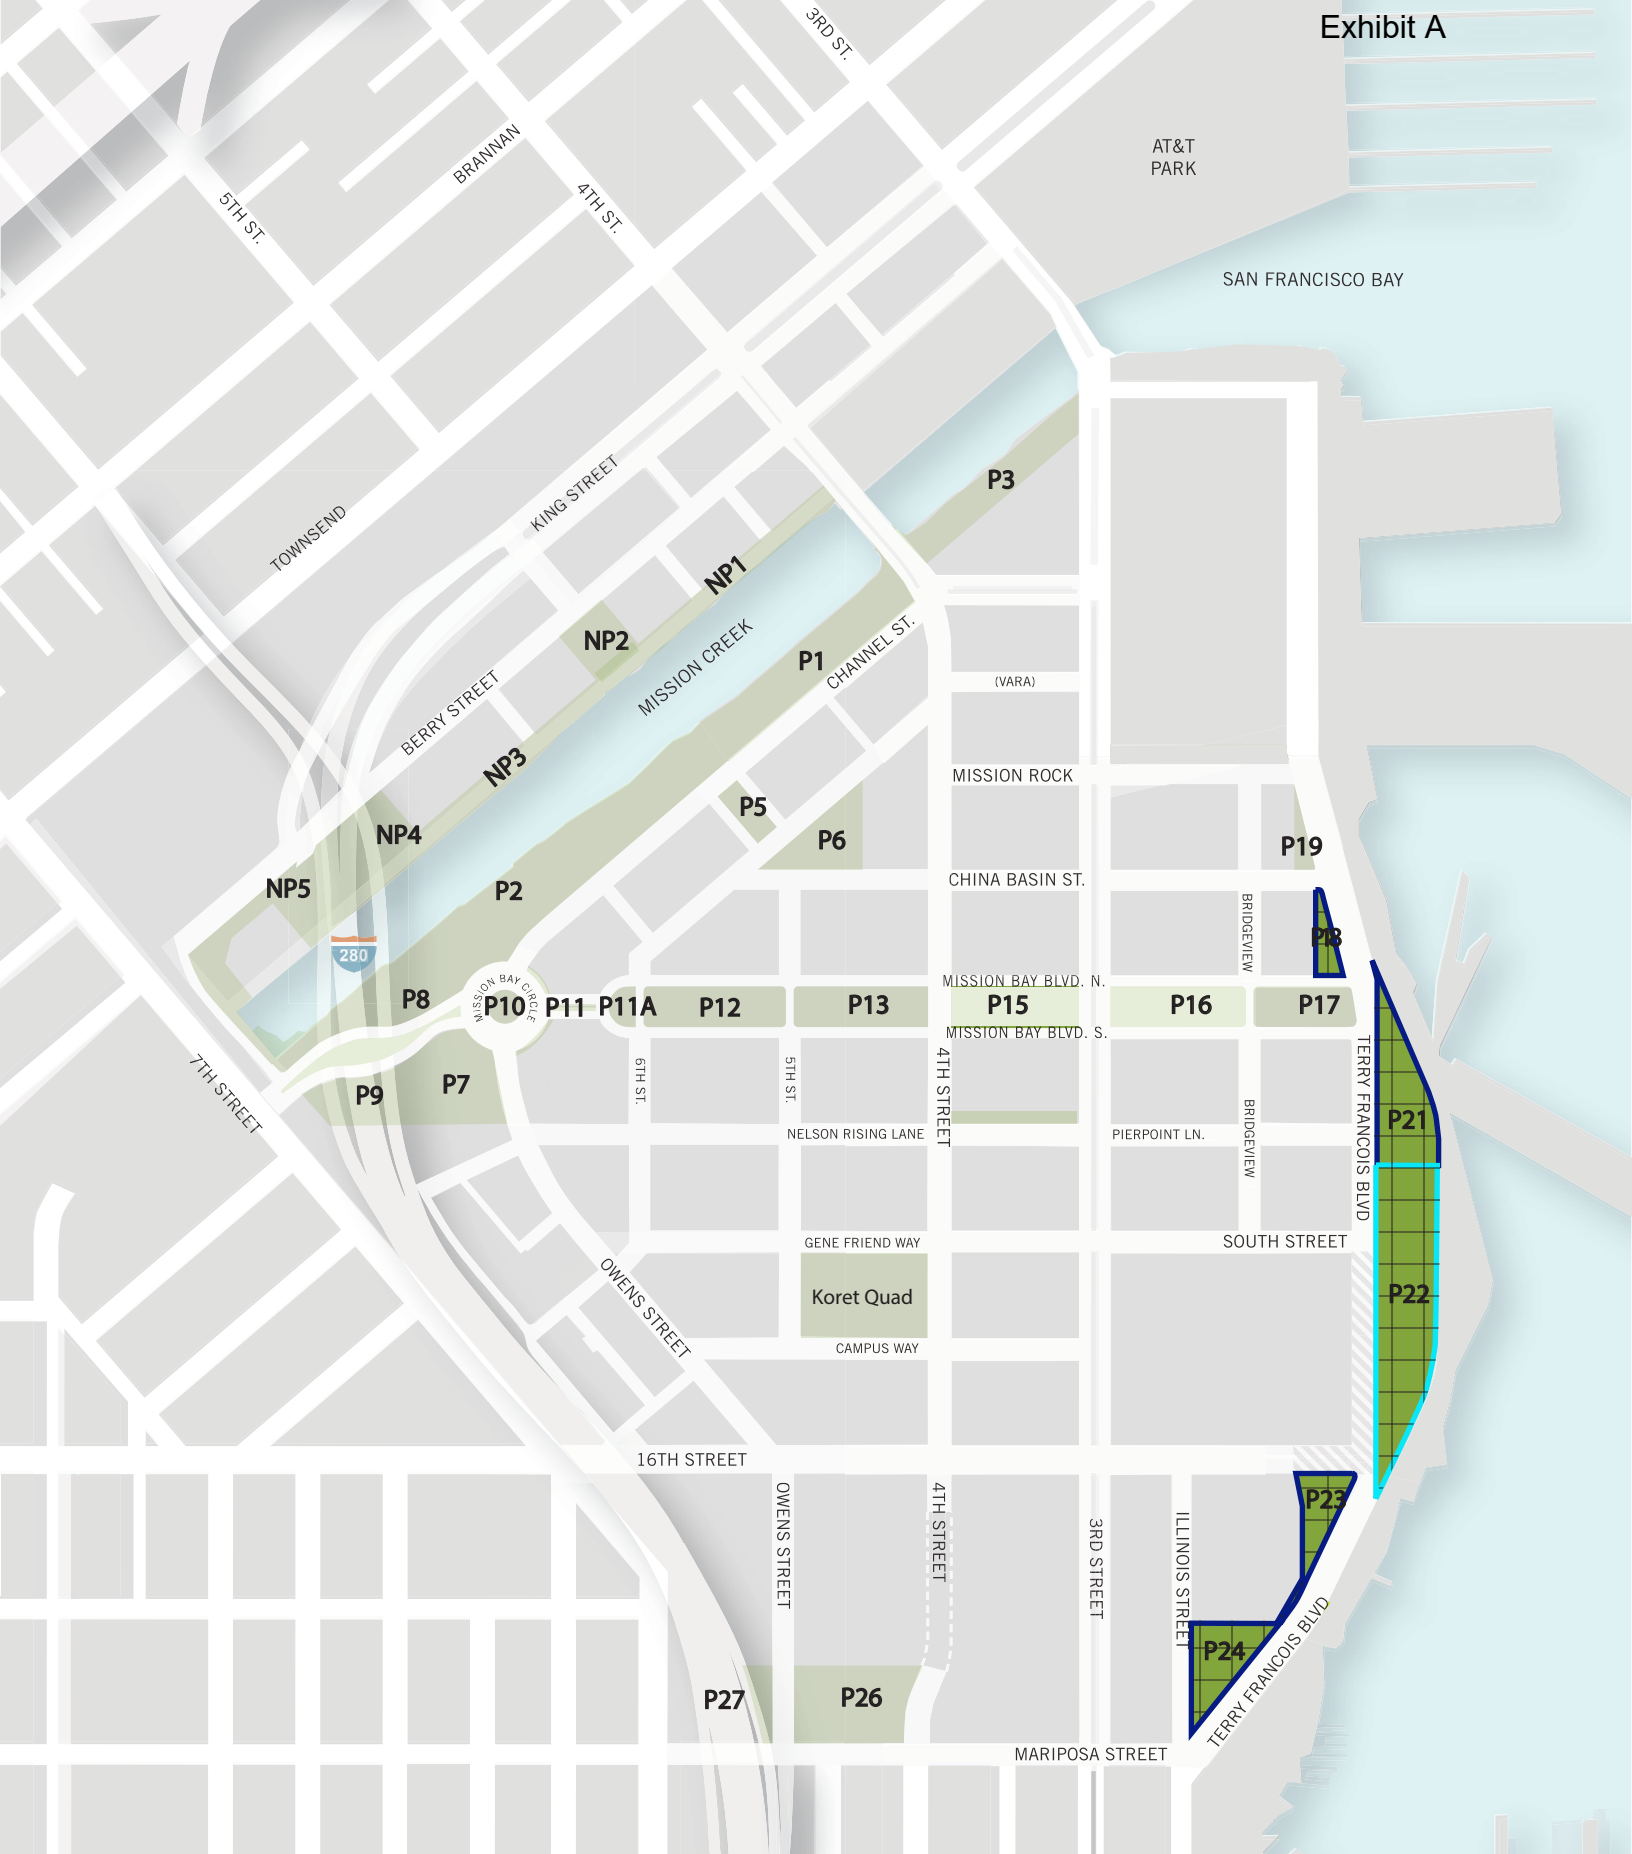 Exhibit A
3RD ST.
BRANNAN
AT&T
PARK
5TH ST.
4TH ST.
SAN FRANCISCO BAY
P3
KING STREET
TOWNSEND
NP1
NP2
MISSION CREEK
P1
CHANNEL ST.
(VARA)
BERRY STREET
NP3
MISSION ROCK
P5
NP4
P6
P19
NP5
P2
CHINA BASIN ST.
BRIDGEVIEW
P18
280
MISSION BAY CIRCLE
MISSION BAY BLVD. N.
P8
P10
P11
P11A
P12
P13
P15
P16
P17
MISSION BAY BLVD. S.
7TH STREET
P9
P7
6TH ST.
5TH ST.
4TH STREET
BRIDGEVIEW
TERRY FRANCOIS BLVD
P21
NELSON RISING LANE
PIERPOINT LN.
GENE FRIEND WAY
SOUTH STREET
OWENS STREET
Koret Quad
P22
CAMPUS WAY
16TH STREET
OWENS STREET
4TH STREET
3RD STREET
ILLINOIS STREET
P23
P24
TERRY FRANCOIS BLVD
P27
P26
MARIPOSA STREET